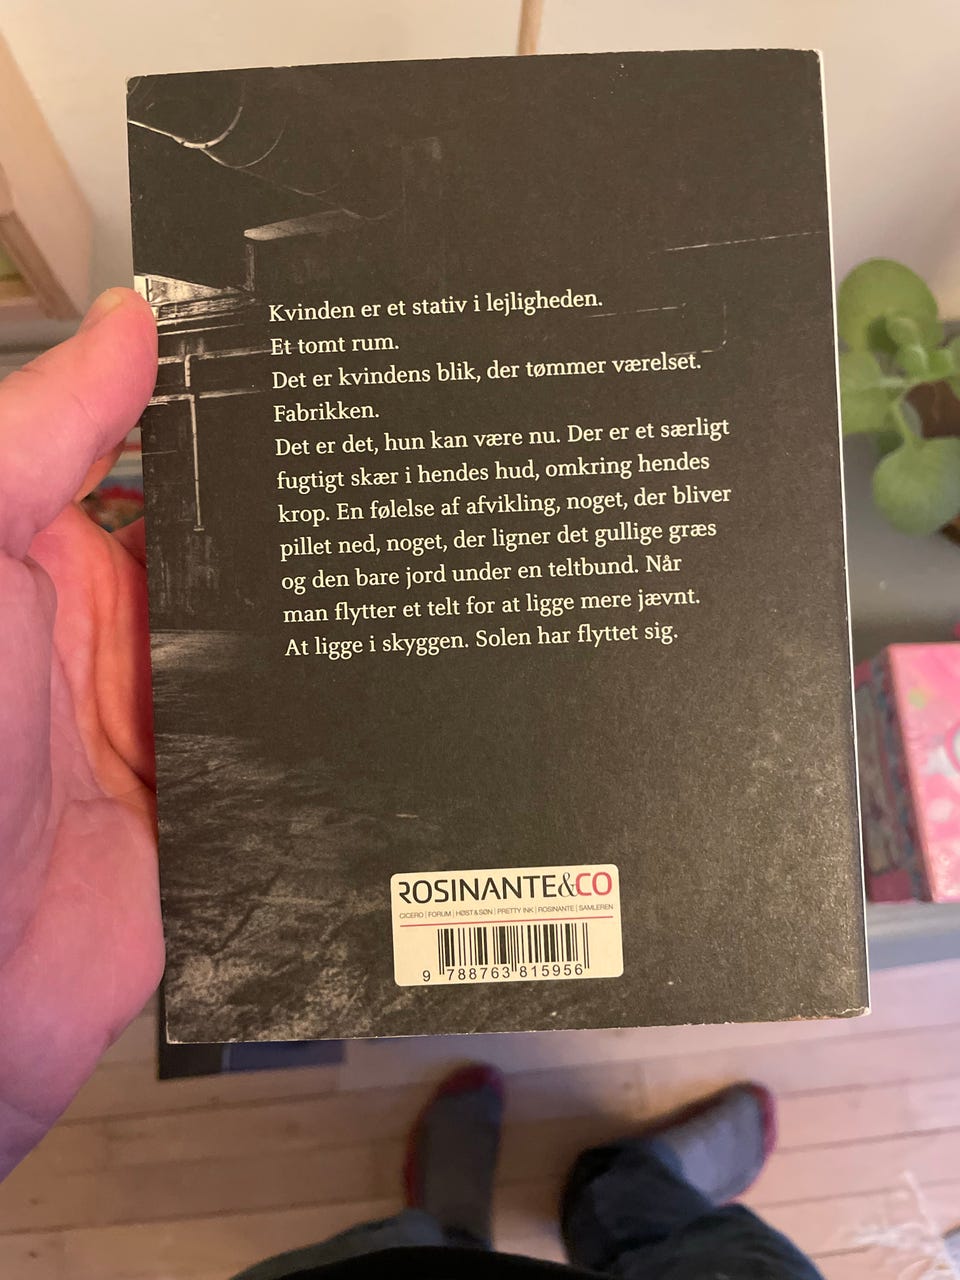 Kvinden er et stativ i lejligheden.
Et tomt rum.
Det er kvindens blik, der tømmer værelset.
Fabrikken.
Det er det, hun kan være nu. Der er et særligt
fugtigt skær i hendes hud, omkring hendes
krop. En følelse af afvikling, noget, der bliver
pillet ned, noget, der ligner det gullige græs
og den bare jord under en teltbund. Når
man flytter et telt for at ligge mere jævnt.
At ligge i skyggen. Solen har flyttet sig.
ROSINANTE&CO
CICERO | FORUM | HØST & SØN | PRETTY INK | ROSINANTE | SAMLEREN
9 788763 815956